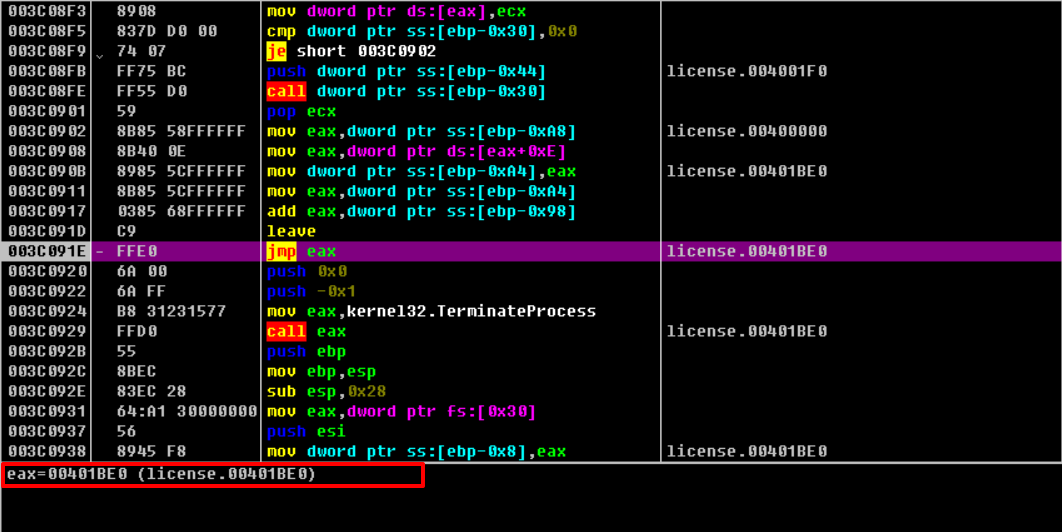 003C08F3 8908 mov dword ptr ds:[eax],ecx
003C08F5 837D D0 00 cmp dword ptr ss:[ebp-0x30],0x0
003C08F9 74 07 je short 003C0902
003C08FB FF75 BC push dword ptr ss:[ebp-0x44] license.004001F0
003C08FE FF55 D0 call dword ptr ss:[ebp-0x30]
003C0901 59 pop ecx
003C0902 8B85 58FFFFFF mov eax,dword ptr ss:[ebp-0xA8] license.00400000
003C0908 8B40 0E mov eax,dword ptr ds:[eax+0xE]
003C090B 8985 5CFFFFFF mov dword ptr ss:[ebp-0xA4],eax license.00401BE0
003C0911 8B85 5CFFFFFF mov eax,dword ptr ss:[ebp-0xA4]
003C0917 0385 68FFFFFF add eax,dword ptr ss:[ebp-0x98]
003C091D C9 leave
003C091E - FFE0 jmp eax license.00401BE0
003C0920 6A 00 push 0x0
003C0922 6A FF push -0x1
003C0924 B8 31231577 mov eax,kernel32.TerminateProcess
003C0929 FFD0 call eax license.00401BE0
003C092B 55 push ebp
003C092C 8BEC mov ebp,esp
003C092E 83EC 28 sub esp,0x28
003C0931 64:A1 30000000 mov eax,dword ptr fs:[0x30]
003C0937 56 push esi
003C0938 8945 F8 mov dword ptr ss:[ebp-0x8],eax license.00401BE0
eax=00401BE0 (license.00401BE0)